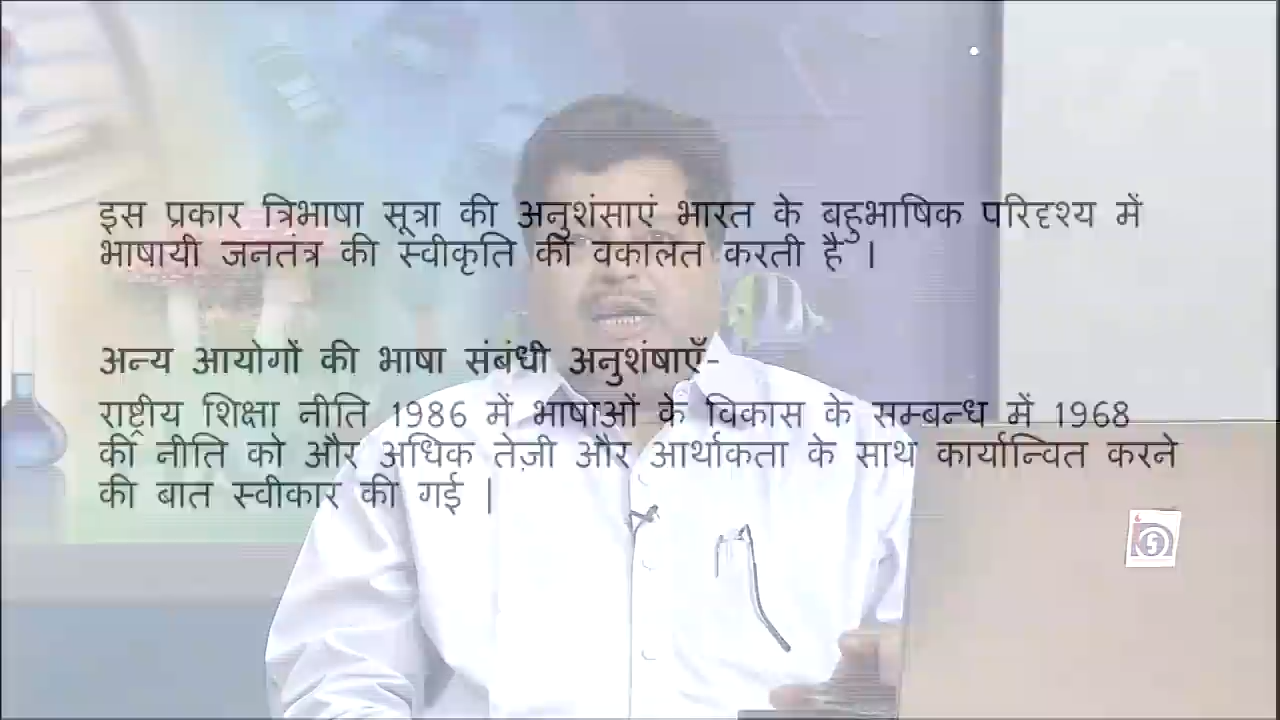 इस प्रकार त्रिभाषा सूत्रा की अनुशंसाएं भारत के बहुभाषिक परिदृश्य में
भाषायी जनतंत्र की स्वीकृति की वकालत करती है ।
अन्य आयोगों की भाषा संबंधी अनुशंषाएँ-
राष्ट्रीय शिक्षा नीति 1986 में भाषाओं के विकास के सम्बन्ध में 1968
की नीति को और अधिक तेज़ी और आर्थाकता के साथ कार्यान्वित करने
की बात स्वीकार की गई |